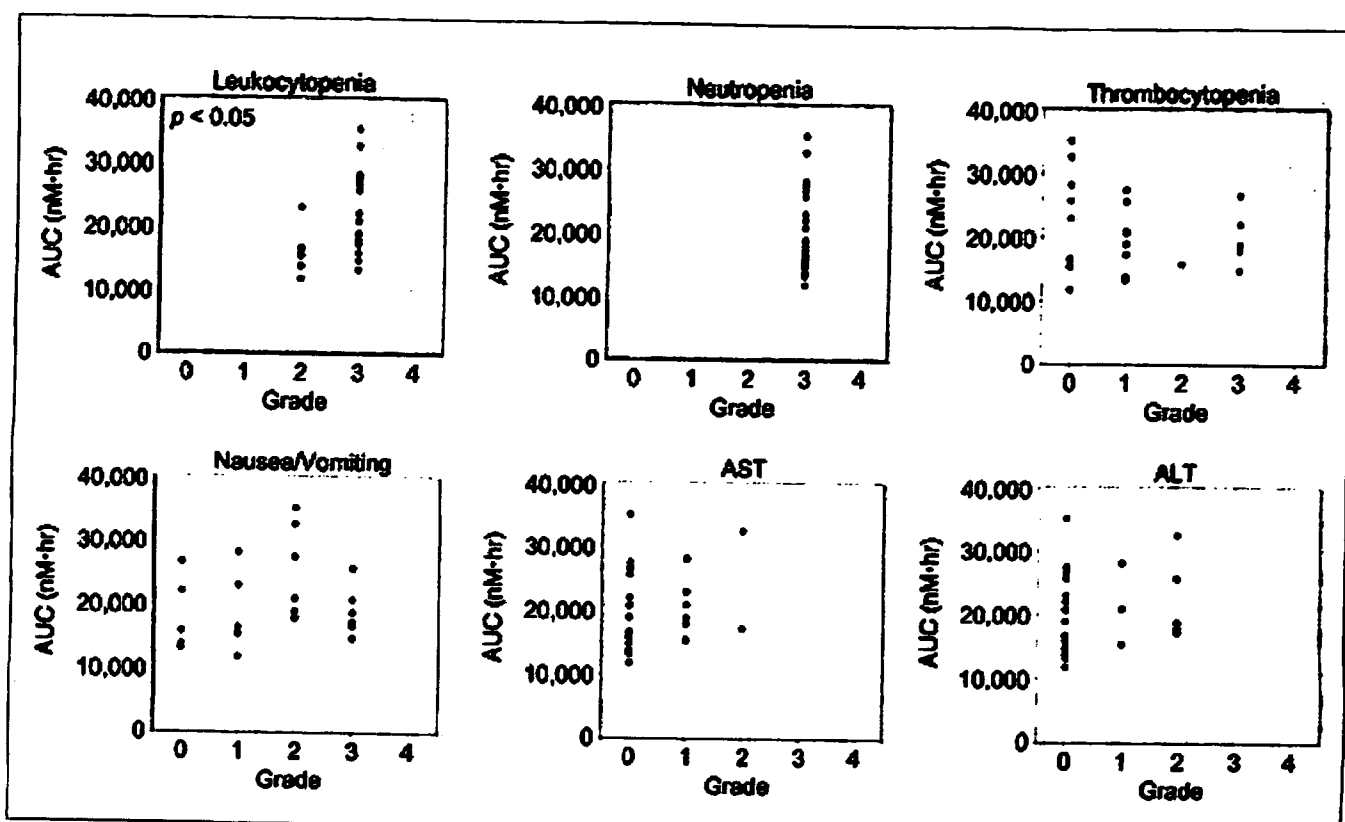 Leukocytopenia
40,000
p < 0.05
30,000
20,000
10,000
0
AUC (nM•hr)
0 1 2 3 4
Grade
Neutropenia
40,000
30,000
20,000
10,000
0
AUC (nM•hr)
0 1 2 3 4
Grade
Thrombocytopenia
40,000
30,000
20,000
10,000
0
AUC (nM•hr)
0 1 2 3 4
Grade
Nausea/Vomiting
40,000
30,000
20,000
10,000
0
AUC (nM•hr)
0 1 2 3 4
Grade
AST
40,000
30,000
20,000
10,000
0
AUC (nM•hr)
0 1 2 3 4
Grade
ALT
40.000
30,000
20,000
10.000
0
AUC (nM•hr)
0 1 2 3 4
Grade